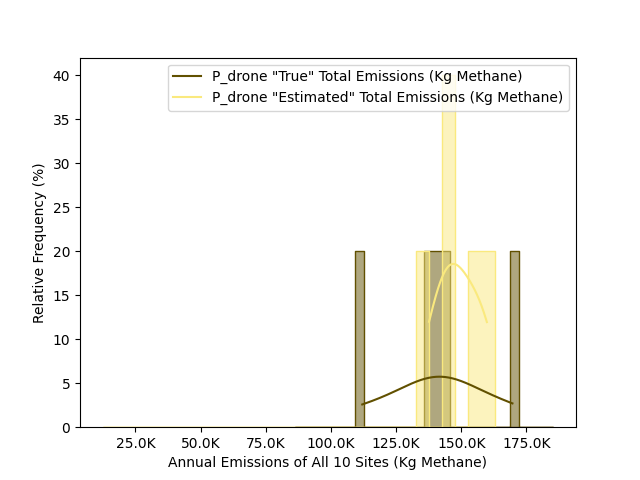 P_drone "True" Total Emissions (Kg Methane)
P_drone "Estimated" Total Emissions (Kg Methane)
40
35
30
25
20
15
10
5
0
Relative Frequency (%)
25.0K 50.0K 75.0K 100.0K 125.0K 150.0K 175.0K
Annual Emissions of All 10 Sites (Kg Methane)